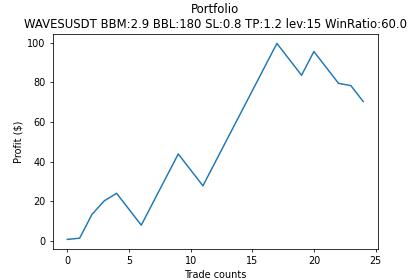 Portfolio
WAVESUSDT BBM:2.9 BBL:180 SL:0.8 TP:1.2 lev:15 WinRatio:60.0
100
80
60
40
20
0
Profit ($)
0 5 10 15 20 25
Trade counts